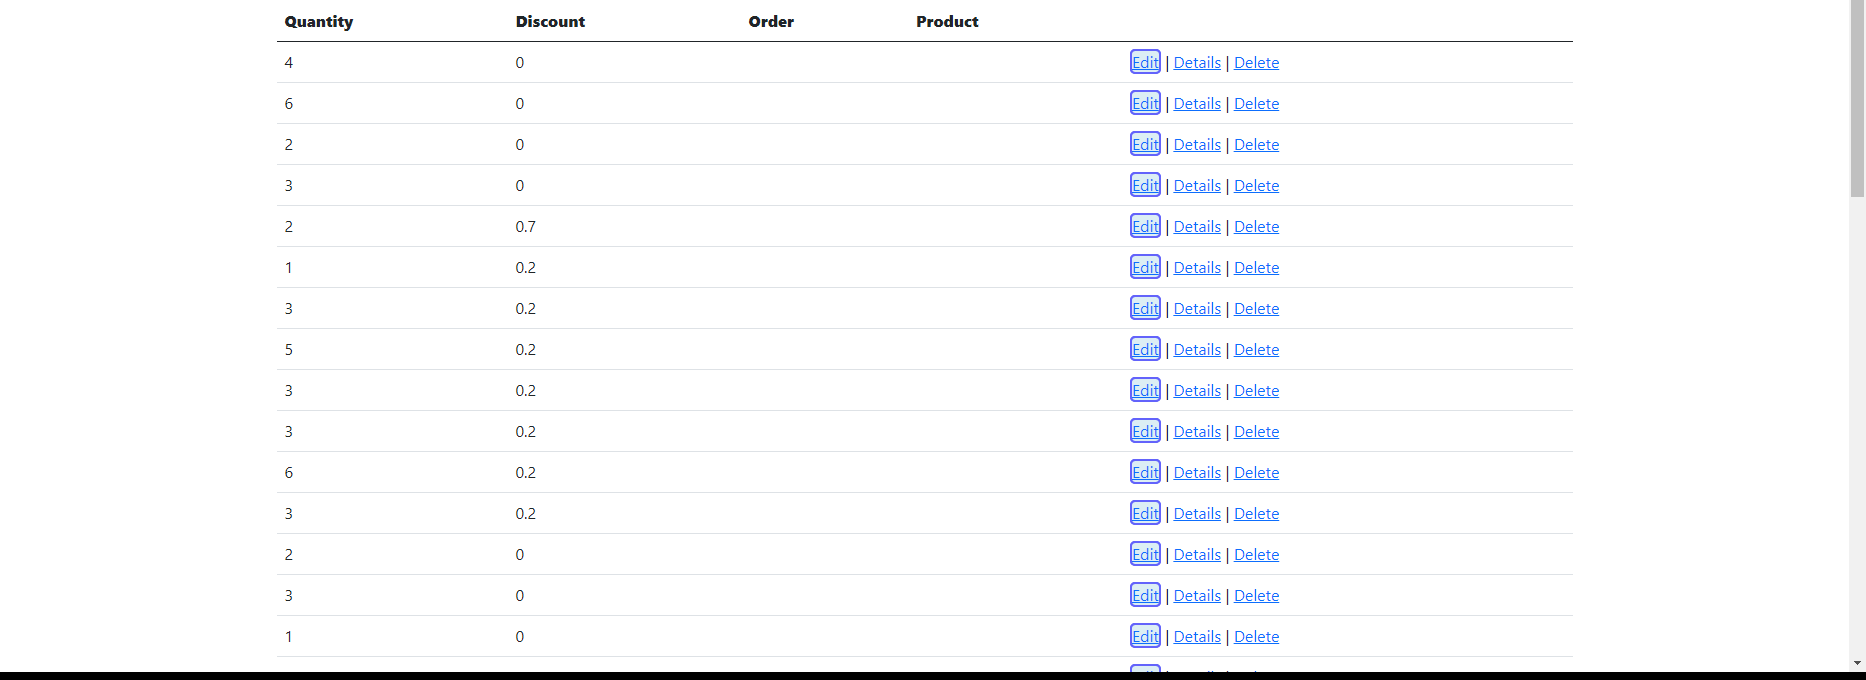 Quantity Discount Order Product
4 0 Edit | Details | Delete
6 0 Edit | Details | Delete
2 0 Edit | Details | Delete
3 0 Edit | Details | Delete
2 0.7 Edit | Details | Delete
1 0.2 Edit | Details | Delete
3 0.2 Edit | Details | Delete
5 0.2 Edit | Details | Delete
3 0.2 Edit | Details | Delete
3 0.2 Edit | Details | Delete
6 0.2 Edit | Details | Delete
3 0.2 Edit | Details | Delete
2 0 Edit | Details | Delete
3 0 Edit | Details | Delete
1 0 Edit | Details | Delete